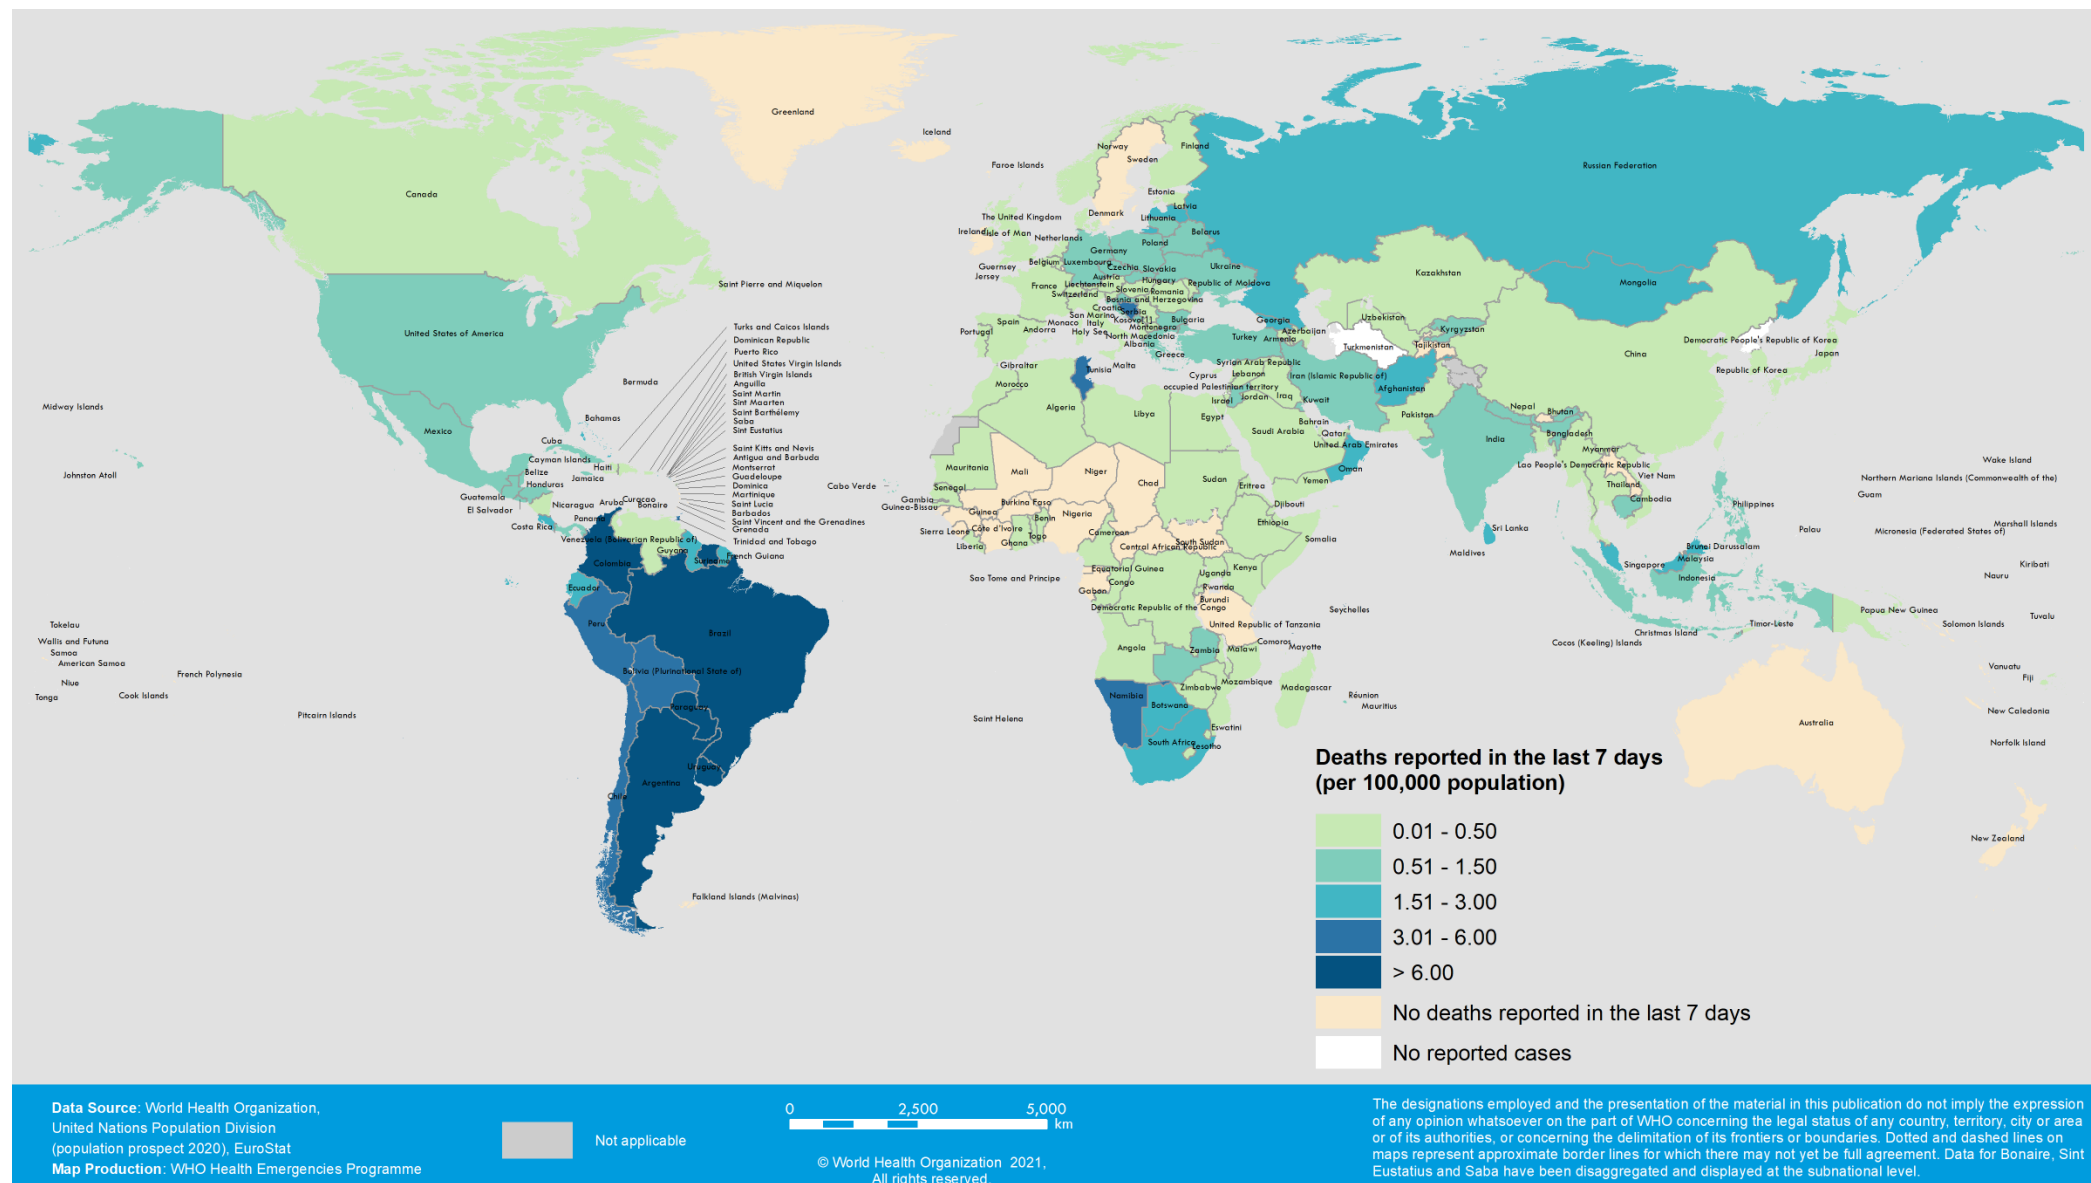 Greenland
Iceland
Faroe Islands
Norway
Sweden
Finland
Russian Federation
Canada
Estonia
Latvia
Denmark
Lithuania
The United Kingdom
Ireland
Isle of Man
Netherlands
Belarus
Poland
Germany
Guernsey
Jersey
Belgium
Luxembourg
Czechia
Slovakia
Ukraine
Austria
Hungary
Republic of Moldova
Kazakhstan
Mongolia
Saint Pierre and Miquelon
France
Liechtenstein
Switzerland
Slovenia
Romania
Bosnia and Herzegovina
Croatia
Serbia
San Marino
Kosovo[1]
Bulgaria
Georgia
Uzbekistan
Spain
Monaco
Italy
Montenegro
Portugal
Andorra
Holy See
North Macedonia
Albania
Turkey
Armenia
Azerbaijan
Kyrgyzstan
United States of America
Turks and Caicos Islands
Dominican Republic
Puerto Rico
United States Virgin Islands
British Virgin Islands
Anguilla
Saint Martin
Sint Maarten
Saint Barthélemy
Saba
Sint Eustatius
Saint Kitts and Nevis
Antigua and Barbuda
Montserrat
Guadeloupe
Dominica
Martinique
Saint Lucia
Barbados
Saint Vincent and the Grenadines
Grenada
Trinidad and Tobago
Turkmenistan
Tajikistan
China
Democratic People's Republic of Korea
Japan
Republic of Korea
Greece
Gibraltar
Tunisia
Malta
Cyprus
Syrian Arab Republic
Lebanon
Iran (Islamic Republic of)
Afghanistan
Bermuda
Morocco
occupied Palestinian territory
Israel
Jordan
Iraq
Kuwait
Midway Islands
Bahamas
Algeria
Libya
Egypt
Bahrain
Qatar
Saudi Arabia
United Arab Emirates
Pakistan
Nepal
Bhutan
Mexico
Cuba
Cayman Islands
Haiti
Belize
Jamaica
Honduras
India
Bangladesh
Myanmar
Lao People's Democratic Republic
Johnston Atoll
Guatemala
El Salvador
Nicaragua
Aruba
Curacao
Bonaire
Cabo Verde
Mauritania
Mali
Niger
Chad
Sudan
Eritrea
Yemen
Oman
Thailand
Viet Nam
Cambodia
Philippines
Wake Island
Northern Mariana Islands (Commonwealth of the)
Guam
Senegal
Gambia
Guinea-Bissau
Guinea
Burkina Faso
Benin
Nigeria
Djibouti
Costa Rica
Panama
Venezuela (Bolivarian Republic of)
Guyana
Suriname
French Guiana
Colombia
Sierra Leone
Côte d'Ivoire
Liberia
Ghana
Togo
Cameroon
Central African Republic
South Sudan
Ethiopia
Somalia
Sri Lanka
Maldives
Palau
Micronesia (Federated States of)
Marshall Islands
Brunei Darussalam
Malaysia
Singapore
Indonesia
Kiribati
Nauru
Ecuador
Sao Tome and Principe
Equatorial Guinea
Gabon
Congo
Uganda
Kenya
Rwanda
Burundi
Democratic Republic of the Congo
United Republic of Tanzania
Seychelles
Papua New Guinea
Solomon Islands
Tuvalu
Timor-Leste
Christmas Island
Cocos (Keeling) Islands
Tokelau
Wallis and Futuna
Samoa
American Samoa
Niue
Tonga
Cook Islands
French Polynesia
Pitcairn Islands
Peru
Brazil
Bolivia (Plurinational State of)
Paraguay
Angola
Zambia
Malawi
Comoros
Mayotte
Vanuatu
Fiji
Namibia
Zimbabwe
Mozambique
Madagascar
Botswana
Réunion
Mauritius
New Caledonia
Australia
Norfolk Island
Saint Helena
South Africa
Eswatini
Lesotho
Uruguay
Argentina
Chile
New Zealand
Falkland Islands (Malvinas)
Deaths reported in the last 7 days
(per 100,000 population)
0.01 - 0.50
0.51 - 1.50
1.51 - 3.00
3.01 - 6.00
> 6.00
No deaths reported in the last 7 days
No reported cases
Data Source: World Health Organization,
United Nations Population Division
(population prospect 2020), EuroStat
Map Production: WHO Health Emergencies Programme
Not applicable
0 2,500 5,000
km
© World Health Organization 2021,
All rights reserved
The designations employed and the presentation of the material in this publication do not imply the expression
of any opinion whatsoever on the part of WHO concerning the legal status of any country, territory, city or area
or of its authorities, or concerning the delimitation of its frontiers or boundaries. Dotted and dashed lines on
maps represent approximate border lines for which there may not yet be full agreement. Data for Bonaire, Sint
Eustatius and Saba have been disaggregated and displayed at the subnational level.